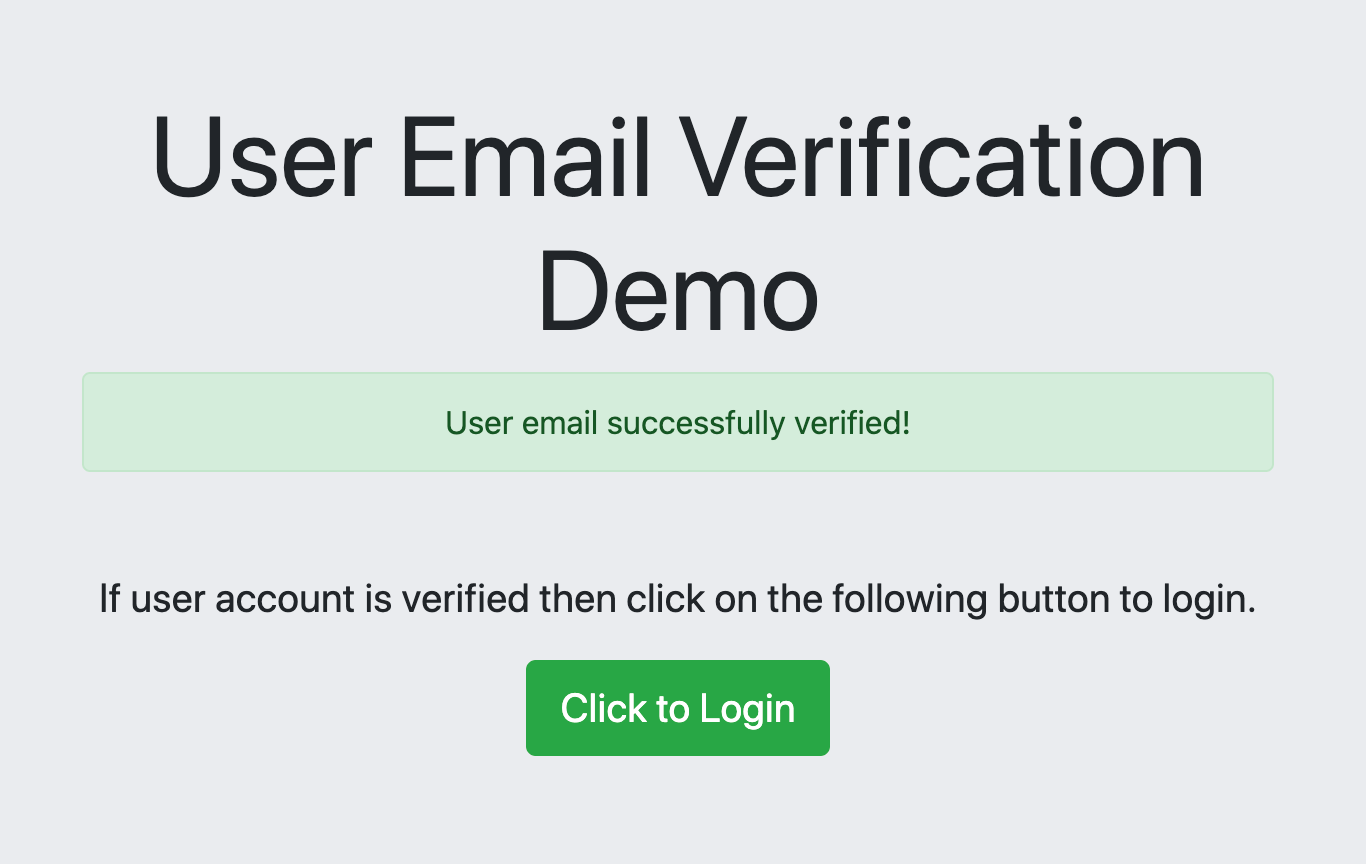 User Email Verification
Demo
User email successfully verified!
If user account is verified then click on the following button to login.
Click to Login